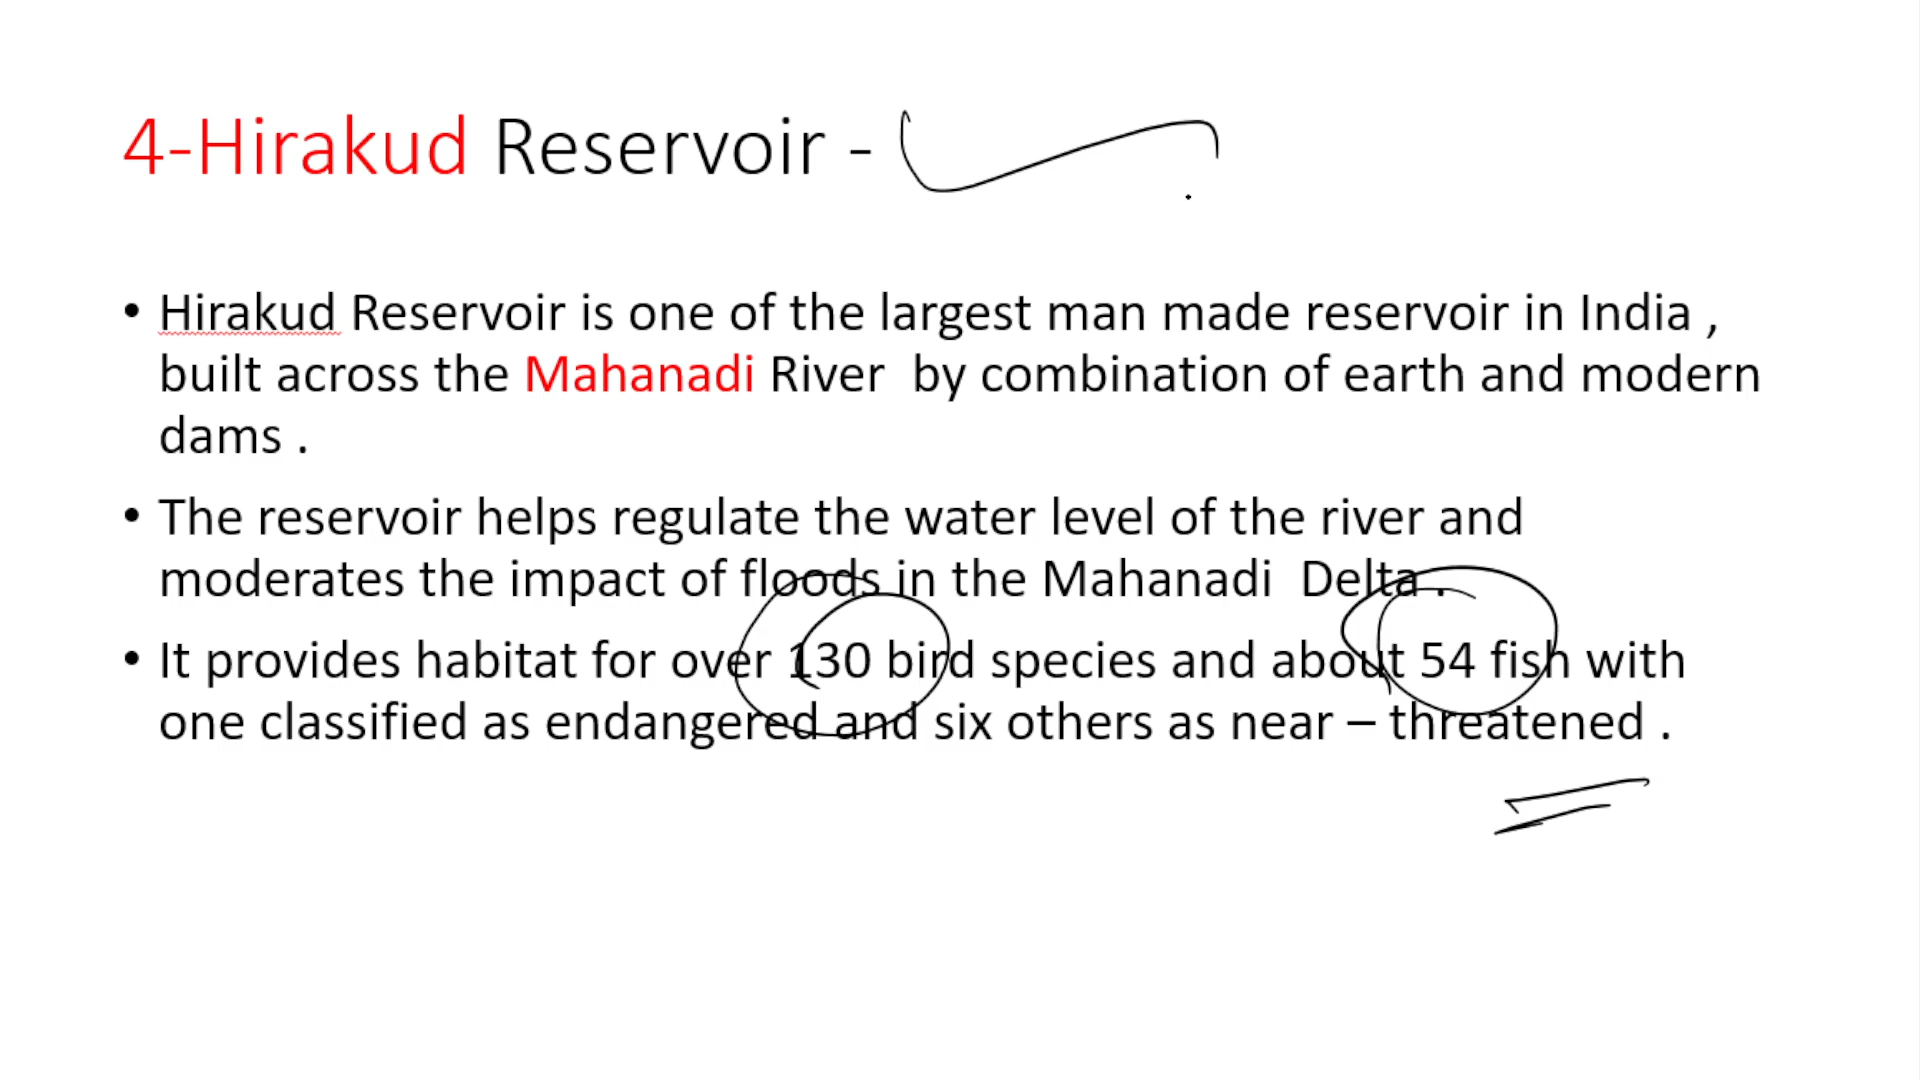 4-Hirakud Reservoir -
• Hirakud Reservoir is one of the largest man made reservoir in India ,
built across the Mahanadi River by combination of earth and modern
dams .
• The reservoir helps regulate the water level of the river and
moderates the impact of floods in the Mahanadi Delta .
• It provides habitat for over 130 bird species and about 54 fish with
one classified as endangered and six others as near – threatened .